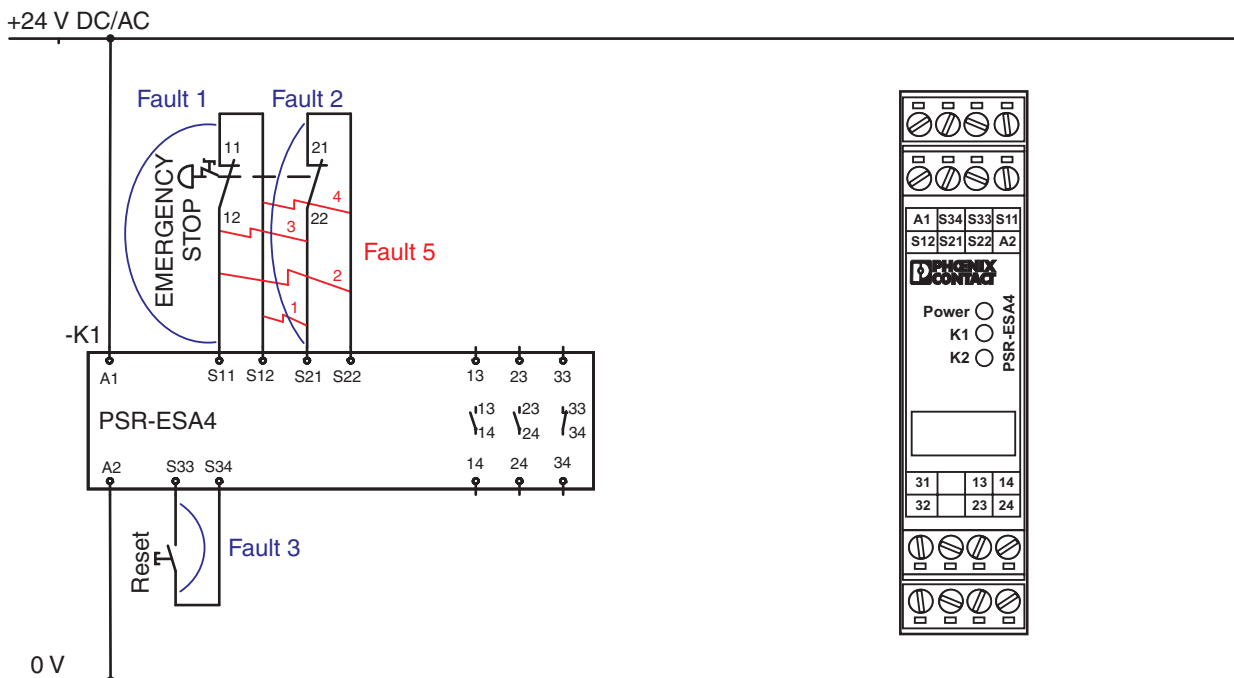 +24 V DC/AC
Fault 1
Fault 2
11
21
EMERGENCY
STOP
4
12
22
3
Fault 5
2
1
-K1
A1
S11
S12
S21
S22
13
23
33
PSR-ESA4
13
23
33
14
24
34
A2
S33
S34
14
24
34
Reset
Fault 3
0 V
A1 S34 S33 S11
S12 S21 S22 A2
PHŒNIX
CONTACT
Power
K1
K2
PSR-ESA4
31 13 14
32 23 24